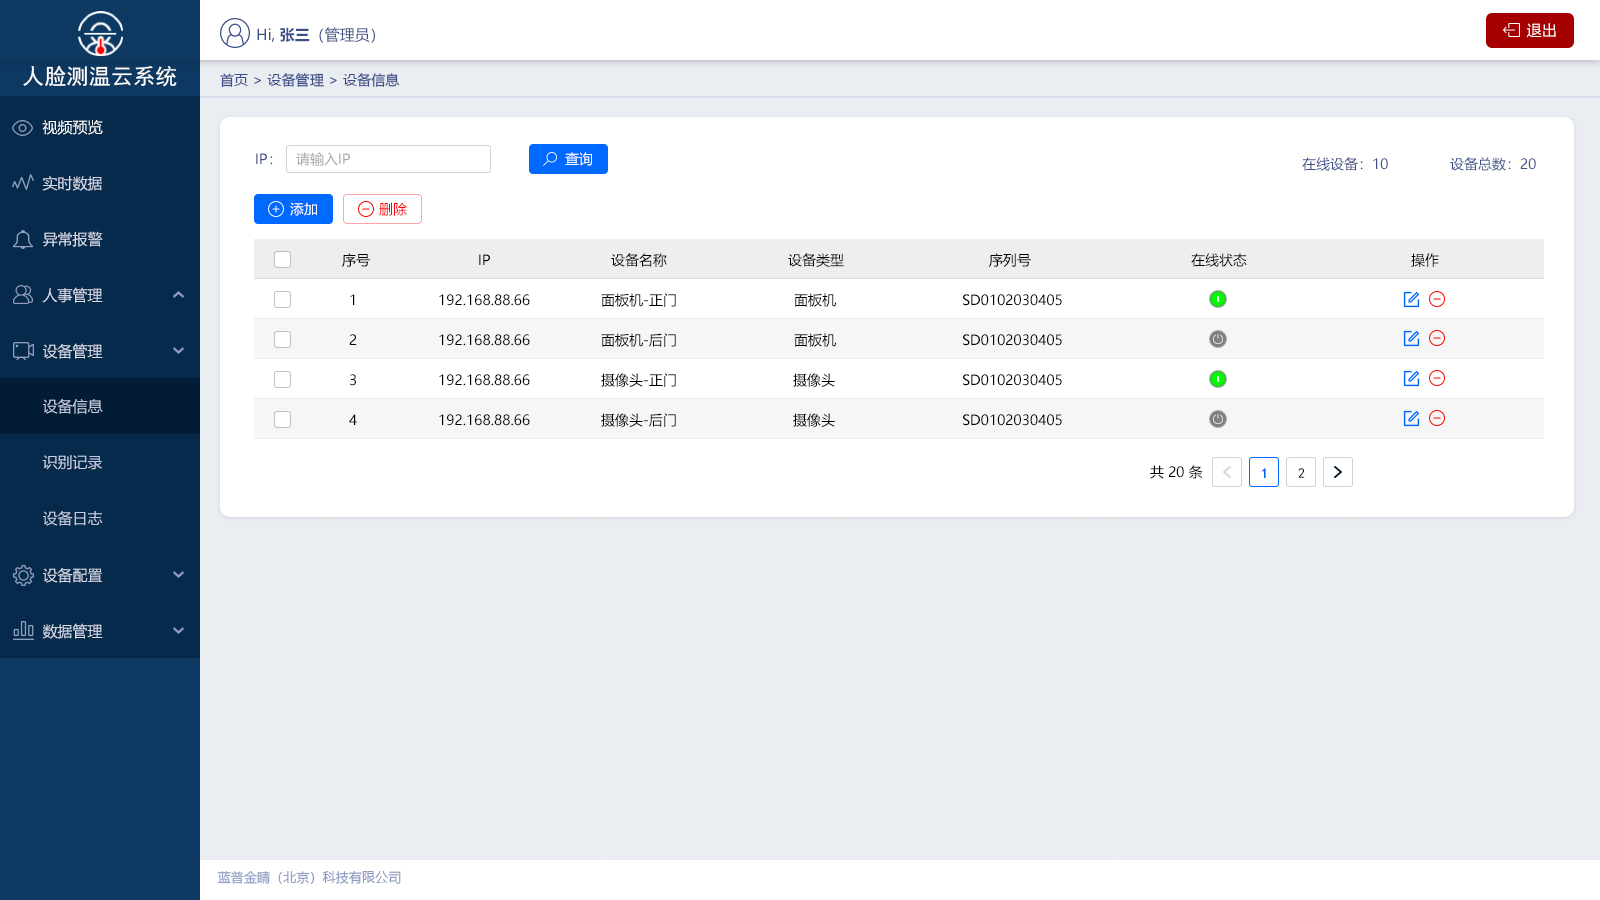 人脸测温云系统
Hi, 张三（管理员）
退出
首页 > 设备管理 > 设备信息
视频预览
实时数据
异常报警
人事管理
设备管理
设备信息
识别记录
设备日志
设备配置
数据管理
IP： 请输入IP 查询 在线设备：10 设备总数：20
添加 删除
序号 IP 设备名称 设备类型 序列号 在线状态 操作
1 192.168.88.66 面板机-正门 面板机 SD0102030405
2 192.168.88.66 面板机-后门 面板机 SD0102030405
3 192.168.88.66 摄像头-正门 摄像头 SD0102030405
4 192.168.88.66 摄像头-后门 摄像头 SD0102030405
共 20 条 < 1 2 >
蓝普金睛（北京）科技有限公司